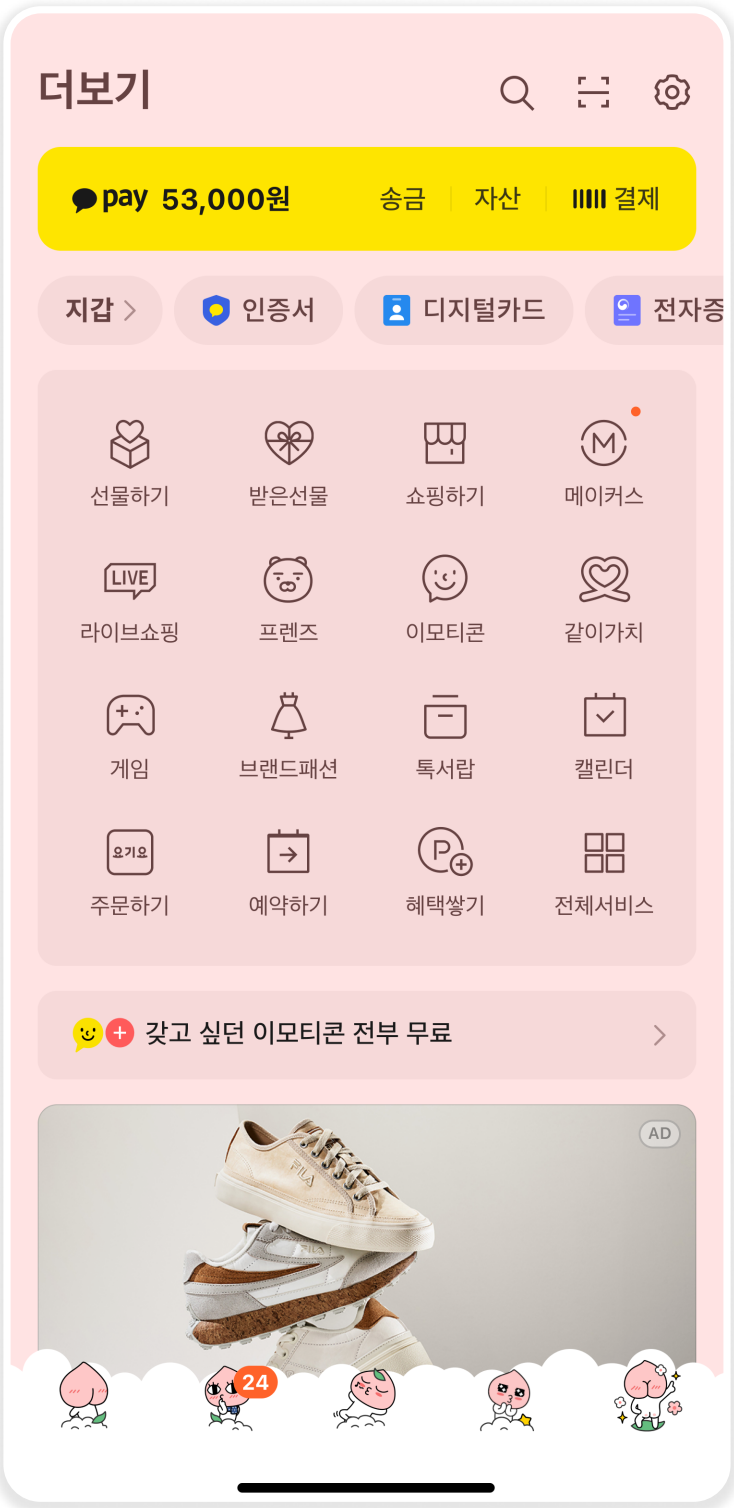 더보기
pay 53,000원 송금 자산 결제
지갑 인증서 디지털카드 전자증
선물하기 받은선물 쇼핑하기 M 메이커스
LIVE
라이브쇼핑 프렌즈 이모티콘 같이가치
게임 브랜드패션 톡서랍 캘린더
요기요 P
주문하기 예약하기 혜택쌓기 전체서비스
갖고 싶던 이모티콘 전부 무료
AD
FILA
FILA
24